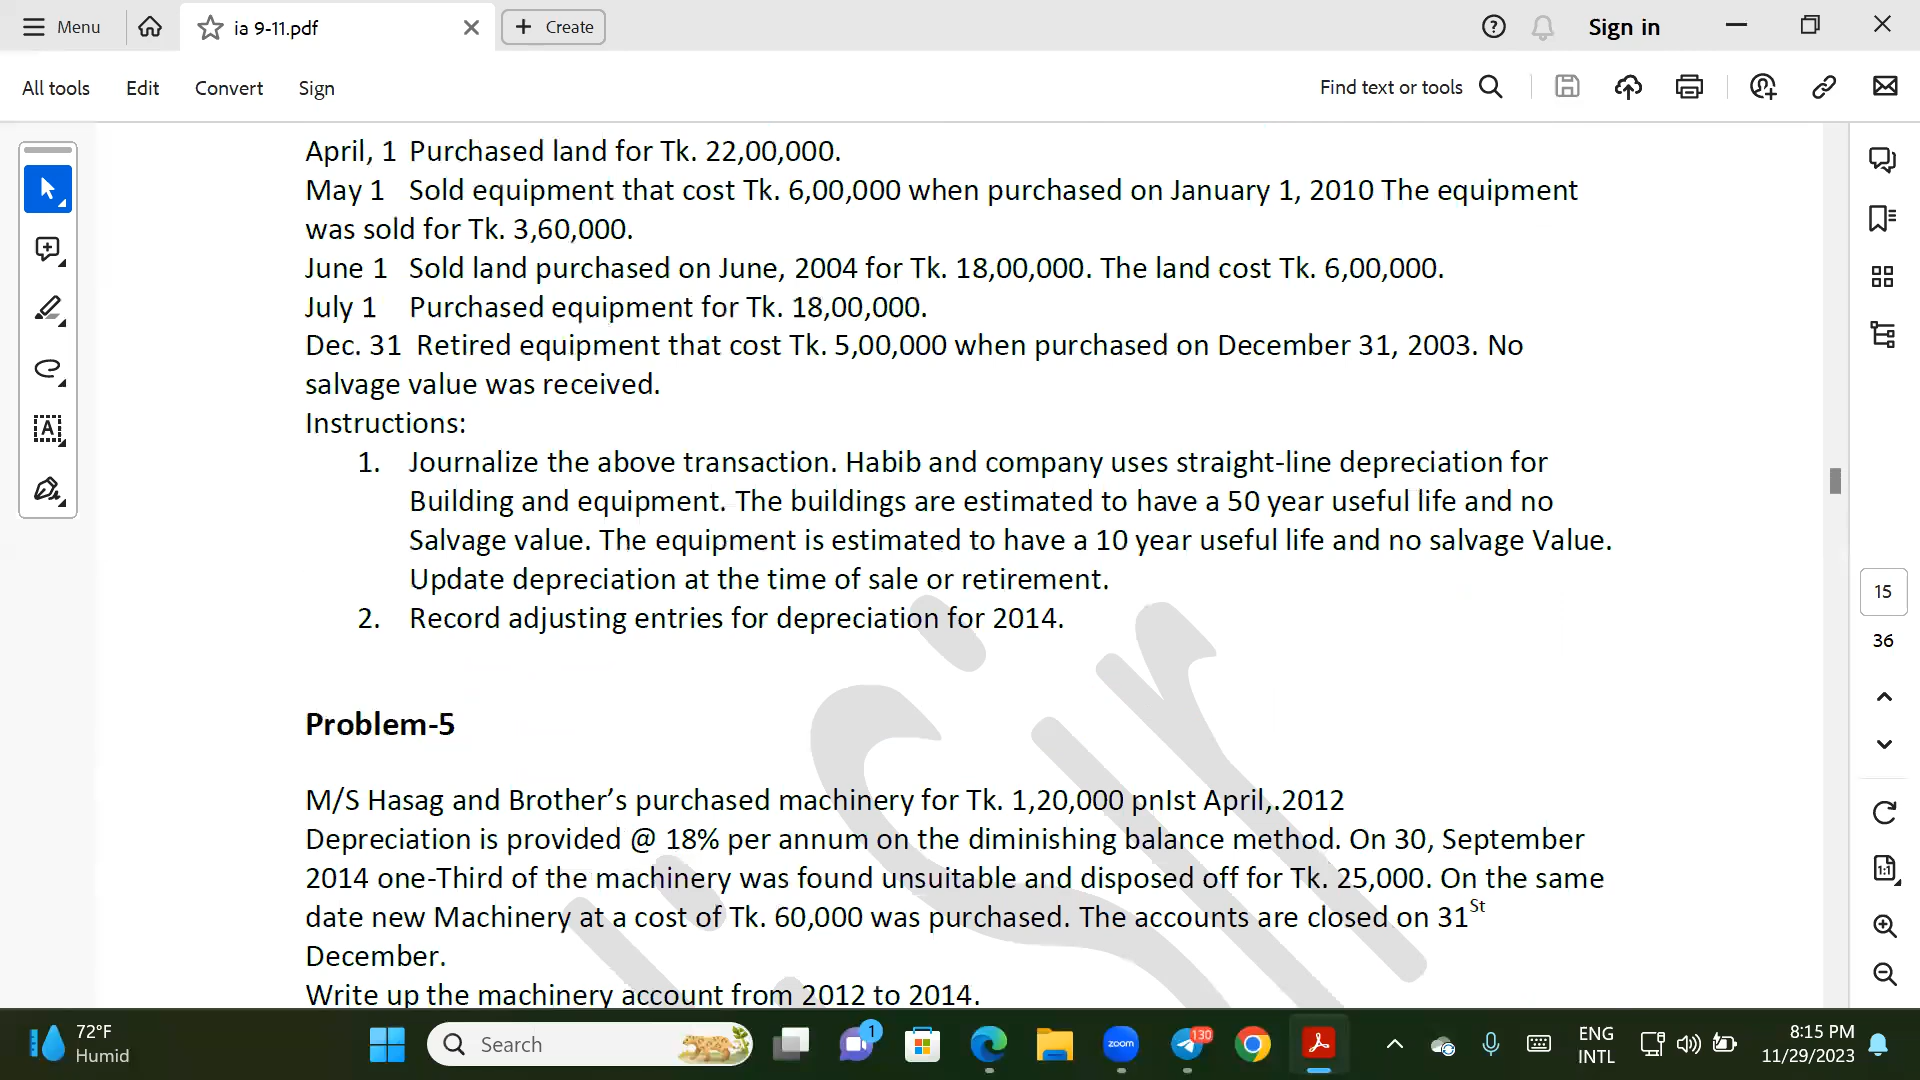 Menu
ia 9-11.pdf
Create
Sign in
All tools
Edit
Convert
Sign
Find text or tools
April, 1 Purchased land for Tk. 22,00,000.
May 1 Sold equipment that cost Tk. 6,00,000 when purchased on January 1, 2010 The equipment
was sold for Tk. 3,60,000.
June 1 Sold land purchased on June, 2004 for Tk. 18,00,000. The land cost Tk. 6,00,000.
July 1 Purchased equipment for Tk. 18,00,000.
Dec. 31 Retired equipment that cost Tk. 5,00,000 when purchased on December 31, 2003. No
salvage value was received.
Instructions:
1. Journalize the above transaction. Habib and company uses straight-line depreciation for
Building and equipment. The buildings are estimated to have a 50 year useful life and no
Salvage value. The equipment is estimated to have a 10 year useful life and no salvage Value.
Update depreciation at the time of sale or retirement.
2. Record adjusting entries for depreciation for 2014.
Problem-5
M/S Hasag and Brother’s purchased machinery for Tk. 1,20,000 pnIst April,.2012
Depreciation is provided @ 18% per annum on the diminishing balance method. On 30, September
2014 one-Third of the machinery was found unsuitable and disposed off for Tk. 25,000. On the same
date new Machinery at a cost of Tk. 60,000 was purchased. The accounts are closed on 31St
December.
Write up the machinery account from 2012 to 2014.
15
36
1:1
72°F
Humid
Search
1
zoom
130
ENG
INTL
8:15 PM
11/29/2023